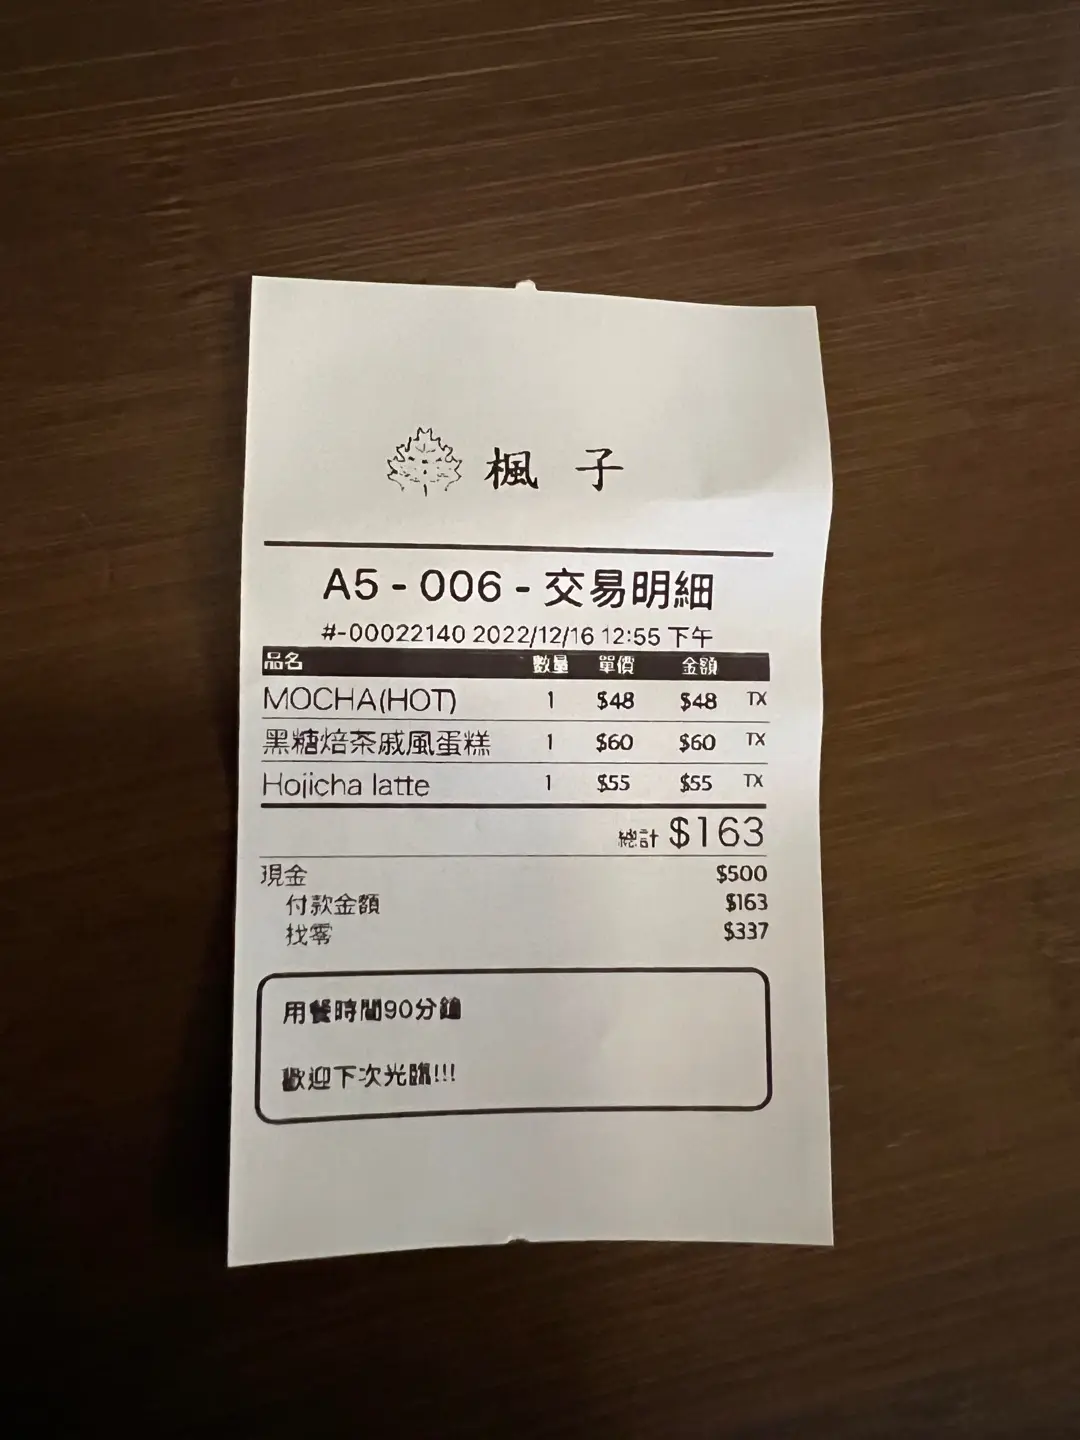 楓 子
A5 - 006 - 交易明細
#-00022140 2022/12/16 12:55 下午
品名 數量 單價 金額
MOCHA(HOT) 1 $48 $48 TX
黑糖焙茶戚風蛋糕 1 $60 $60 TX
Hojicha latte 1 $55 $55 TX
總計 $163
現金 $500
付款金額 $163
找零 $337
用餐時間90分鐘
歡迎下次光臨!!!